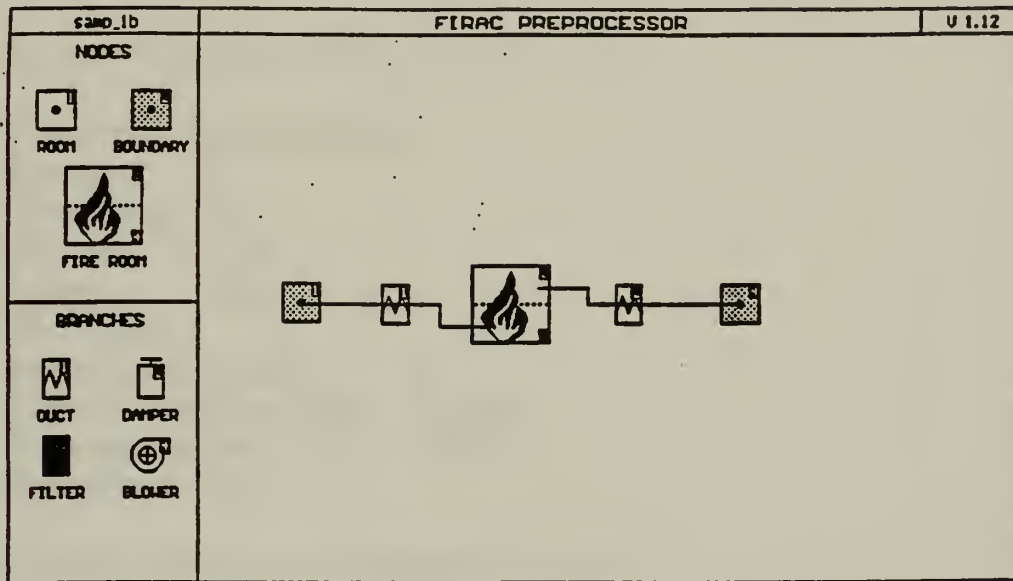 samp_1b
FIRAC PREPROCESSOR
V 1.12
NODES
ROOM
BOUNDARY
FIRE ROOM
BRANCHES
DUCT
DAMPER
FILTER
BLOWER